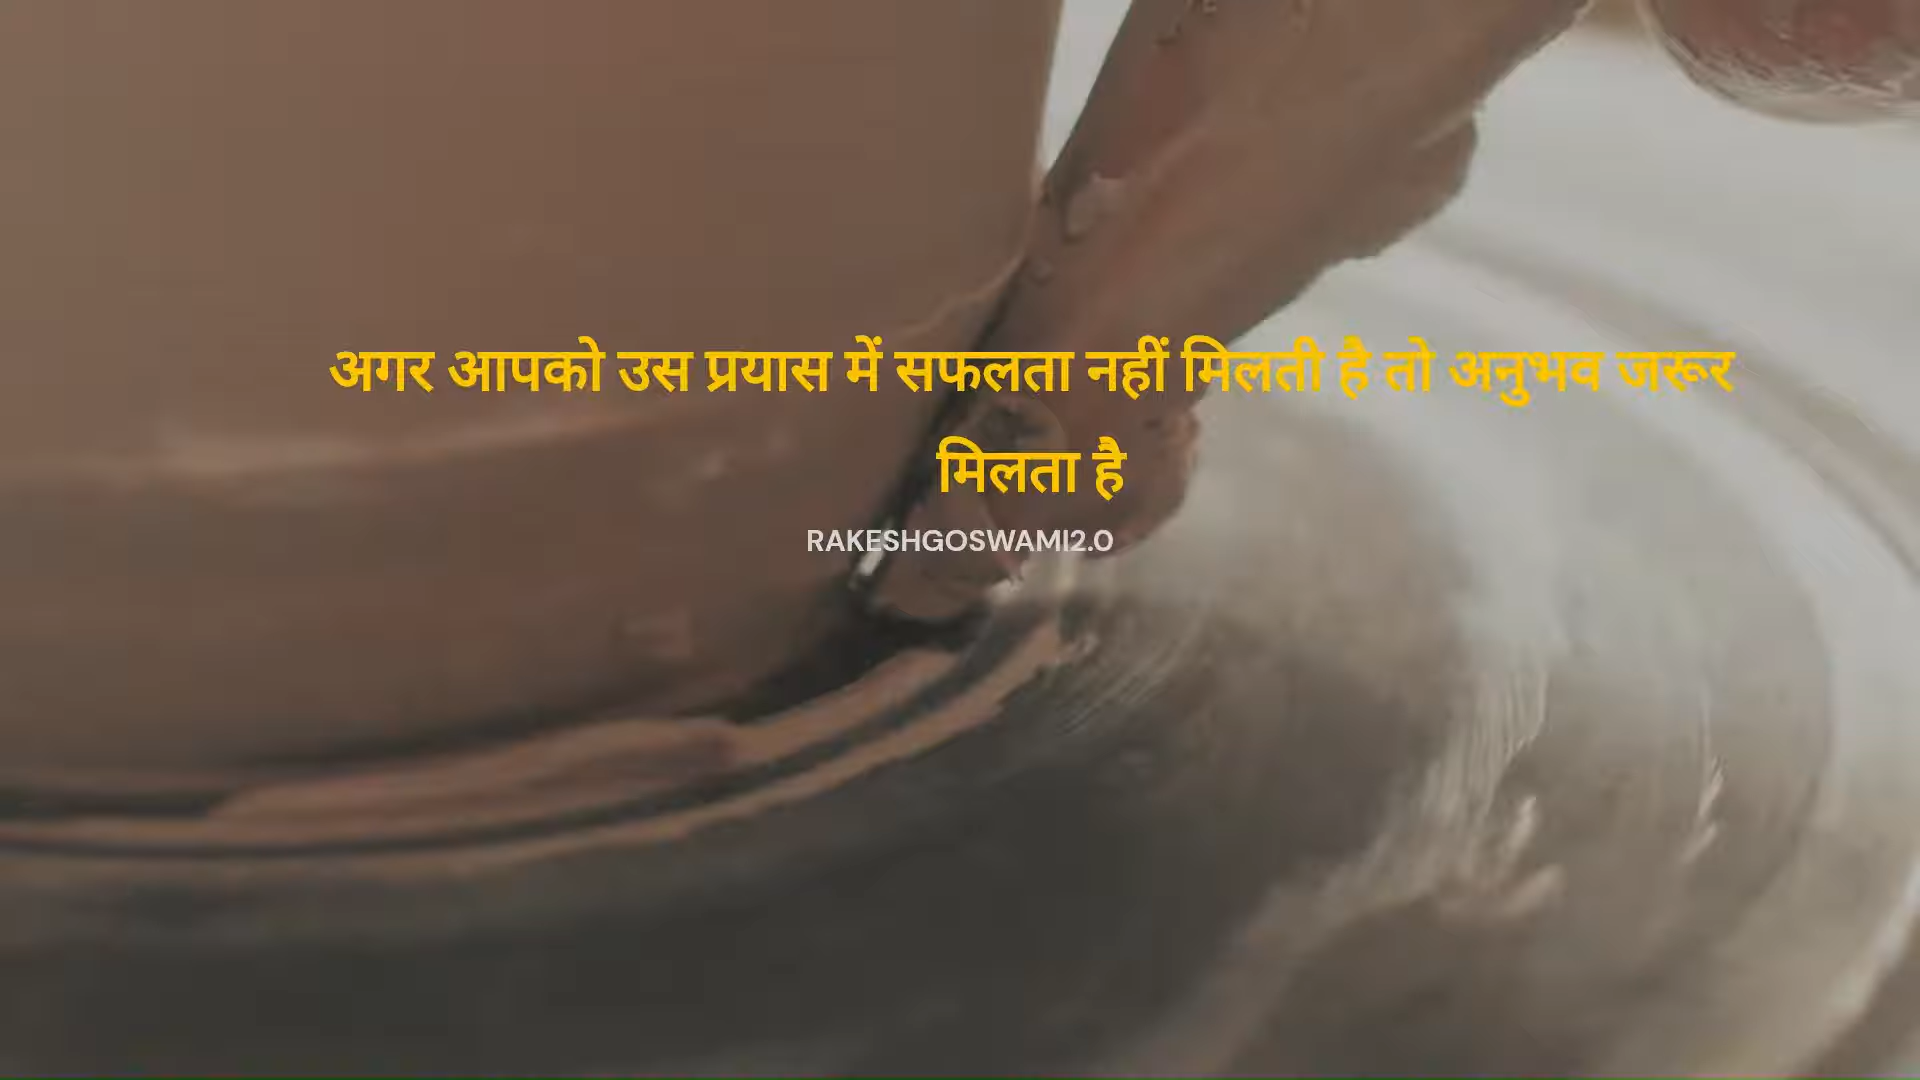 अगर आपको उस प्रयास में सफलता नहीं मिलती है तो अनुभव जरूर
मिलता है
RAKESHGOSWAMI2.0